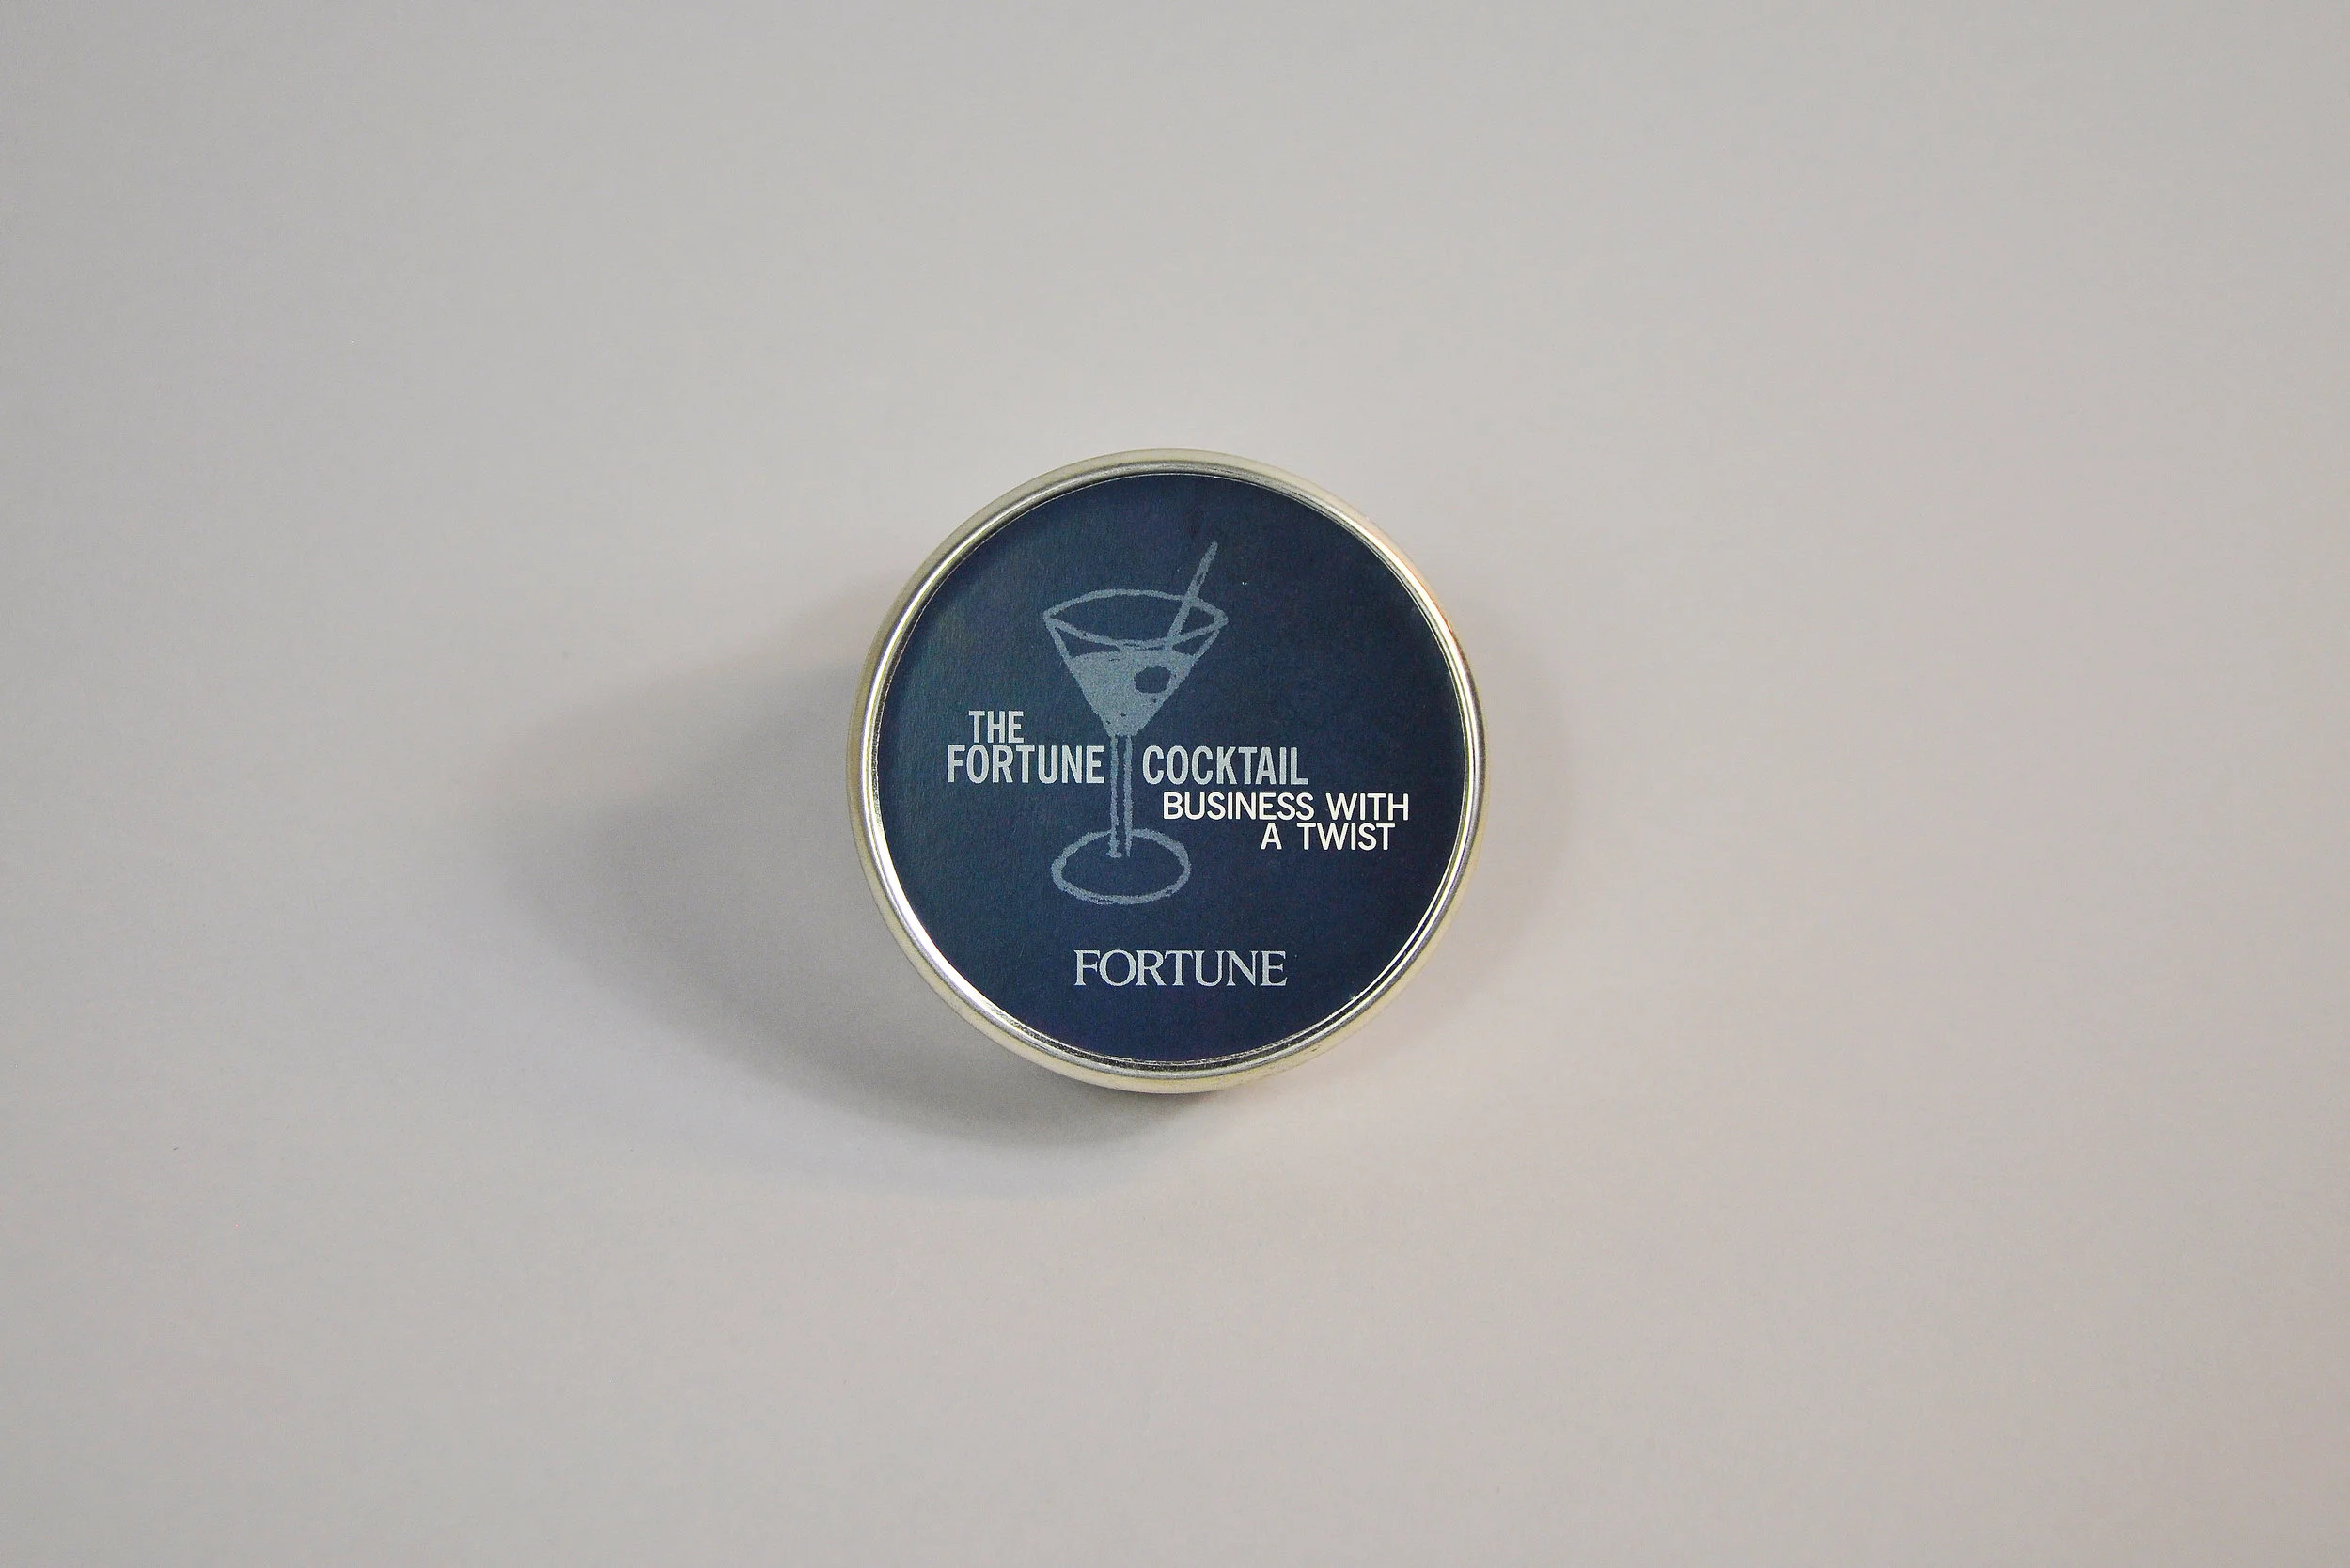 THE
FORTUNE COCKTAIL
BUSINESS WITH
A TWIST
FORTUNE